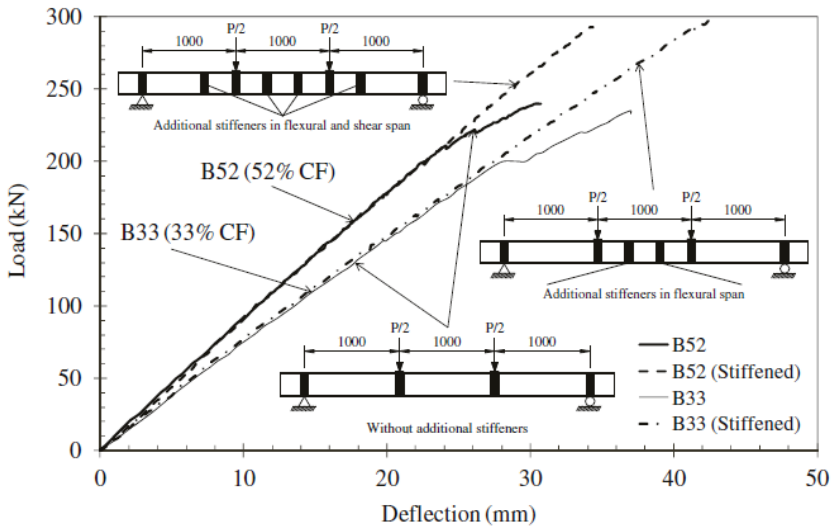 300
250
200
150
100
50
0
Load (kN)
0 10 20 30 40 50
Deflection (mm)
P/2 P/2
1000 1000 1000
Additional stiffeners in flexural and shear span
B52 (52% CF)
B33 (33% CF)
P/2 P/2
1000 1000 1000
Additional stiffeners in flexural span
P/2 P/2
1000 1000 1000
Without additional stiffeners
B52
B52 (Stiffened)
B33
B33 (Stiffened)